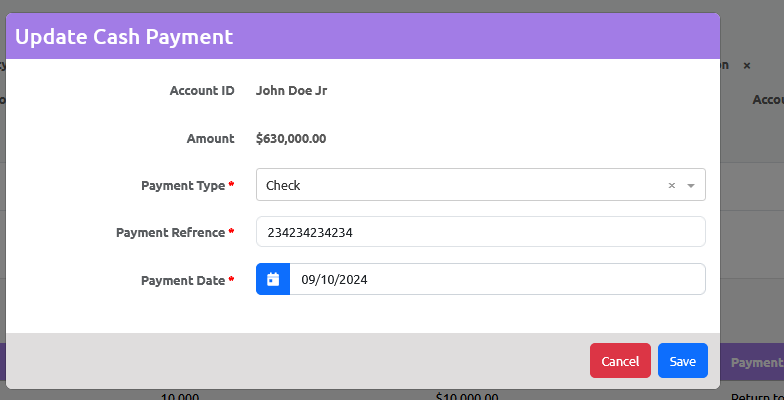 Update Cash Payment
on ×
Account ID John Doe Jr
Accou
Amount $630,000.00
Payment Type * Check × 
Payment Refrence * 234234234234
Payment Date * 09/10/2024
Cancel Save
Payment
10,000 $10,000.00 Return to